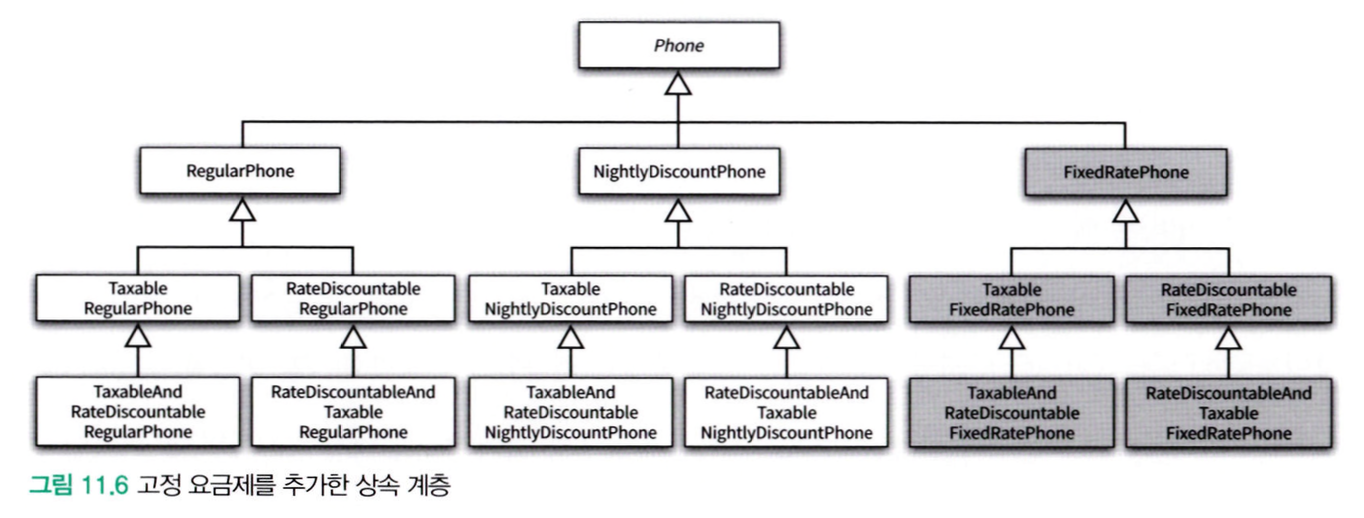 Phone
RegularPhone
NightlyDiscountPhone
FixedRatePhone
Taxable
RegularPhone
RateDiscountable
RegularPhone
Taxable
NightlyDiscountPhone
RateDiscountable
NightlyDiscountPhone
Taxable
FixedRatePhone
RateDiscountable
FixedRatePhone
TaxableAnd
RateDiscountable
RegularPhone
RateDiscountableAnd
Taxable
RegularPhone
TaxableAnd
RateDiscountable
NightlyDiscountPhone
RateDiscountableAnd
Taxable
NightlyDiscountPhone
TaxableAnd
RateDiscountable
FixedRatePhone
RateDiscountableAnd
Taxable
FixedRatePhone
그림 11.6 고정 요금제를 추가한 상속 계층